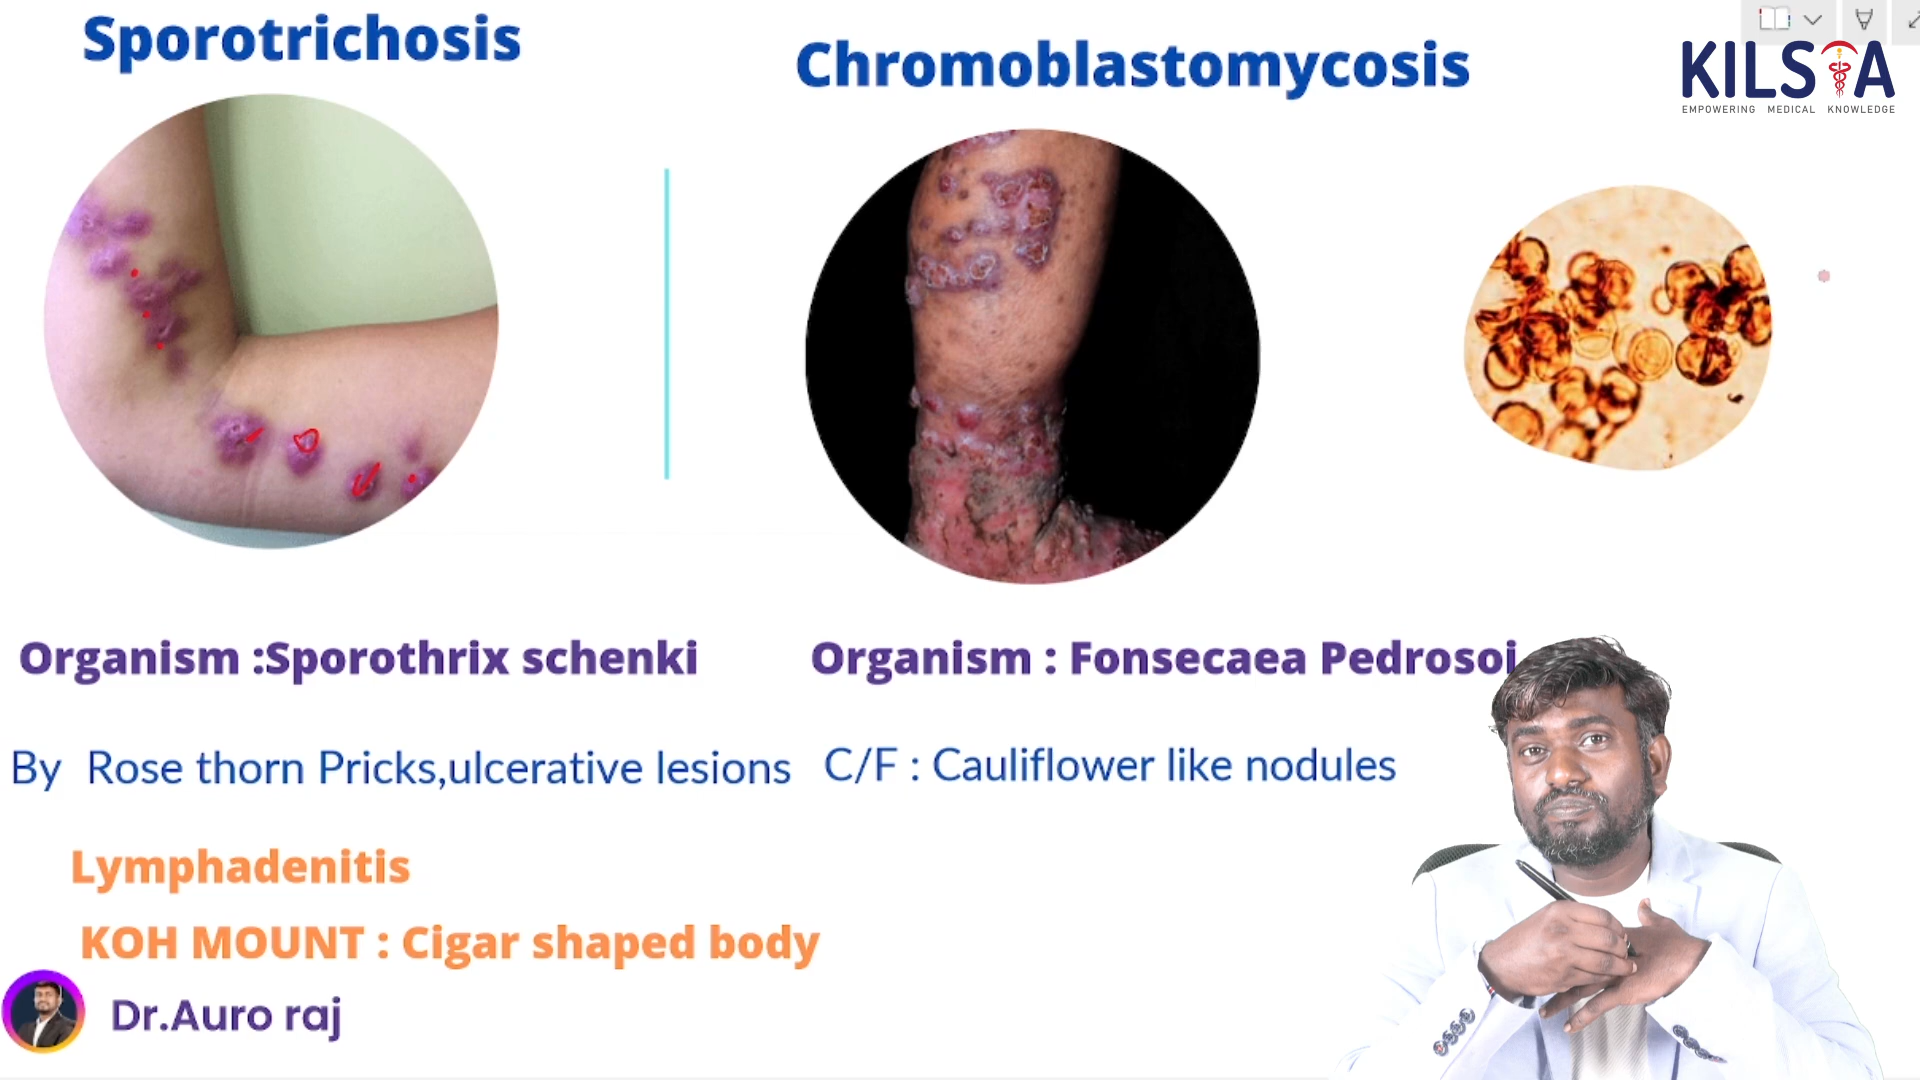 Sporotrichosis
Chromoblastomycosis
KILSTA
EMPOWERING MEDICAL KNOWLEDGE
Organism :Sporothrix schenki
Organism : Fonsecaea Pedrosoi
By Rose thorn Pricks,ulcerative lesions
C/F : Cauliflower like nodules
Lymphadenitis
KOH MOUNT : Cigar shaped body
Dr.Auro raj